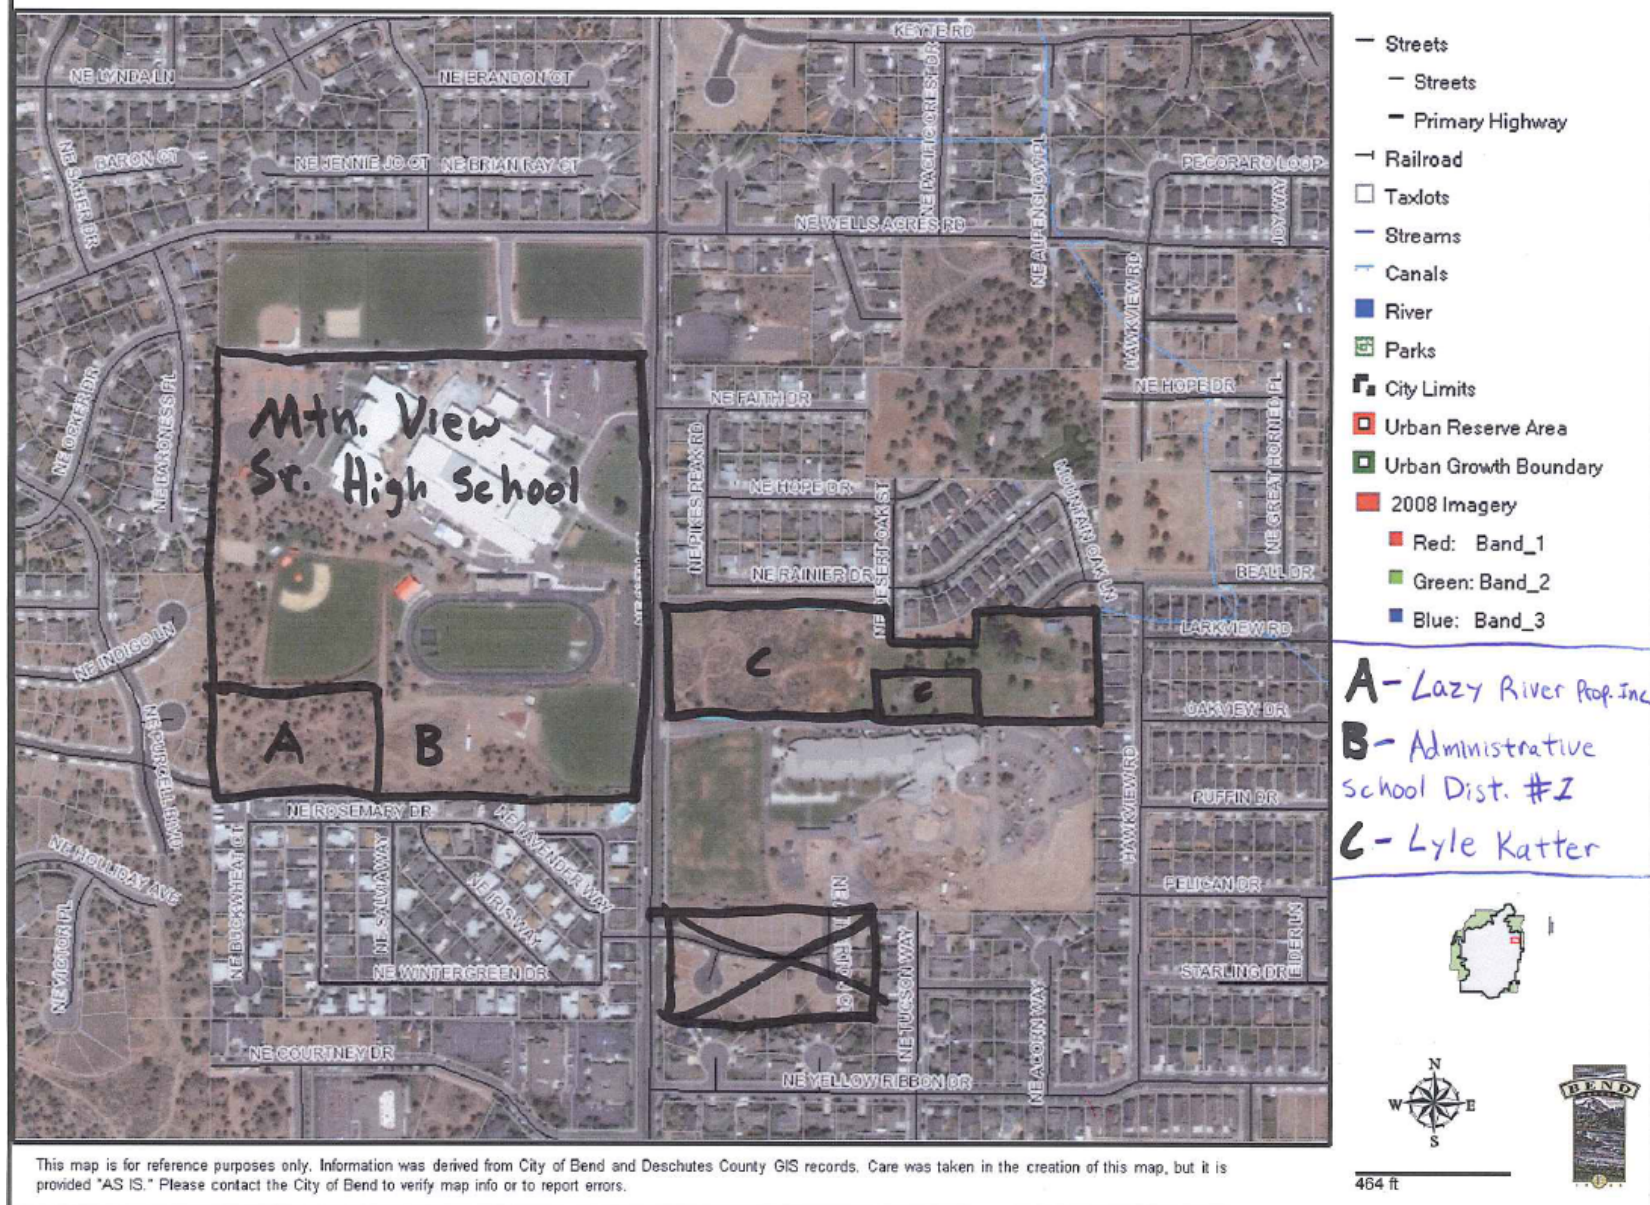 KEYTE RD
NE LYNDA LN
NE BRANDON CT
NE PACIFIC CREST DR
BARON CT
NE JENNIE JO CT
NE BRIAN RAY CT
PECORARO LOOP
NE ALPENGLOW PL
JOY WAY
NE WELLS ACRES RD
HAWKVIEW RD
NE OCKER DR
NE BARONESS PL
Mtn. View
Sr. High School
NE FAITH DR
NE HOPE DR
NE PIKES PEAK RD
NE HOPE DR
NE DESERT OAK ST
MOUNTAIN OAK LN
NE GREAT HORNED PL
NE RAINIER DR
BEALL DR
NE INDIGO LN
LARKVIEW RD
C
C
OAKVIEW DR
NE PURCELL BLVD
A
B
HAWKVIEW RD
NE ROSEMARY DR
PUFFIN DR
NE LAVENDER WAY
NE HOLLIDAY AVE
NE BUCKWHEAT CT
NE SALVIA WAY
NE IRIS WAY
PELICAN DR
NE VICTOR PL
NE WINTERGREEN DR
NE TUCSON WAY
STARLING DR
EIDER LN
NE ACORN WAY
NE COURTNEY DR
NE YELLOW RIBBON DR
Streets
Streets
Primary Highway
Railroad
Taxlots
Streams
Canals
River
Parks
City Limits
Urban Reserve Area
Urban Growth Boundary
2008 Imagery
Red: Band_1
Green: Band_2
Blue: Band_3
A - Lazy River Prop. Inc
B - Administrative
School Dist. #1
C - Lyle Katter
N
W E
S
BEND
464 ft
This map is for reference purposes only. Information was derived from City of Bend and Deschutes County GIS records. Care was taken in the creation of this map, but it is
provided "AS IS." Please contact the City of Bend to verify map info or to report errors.